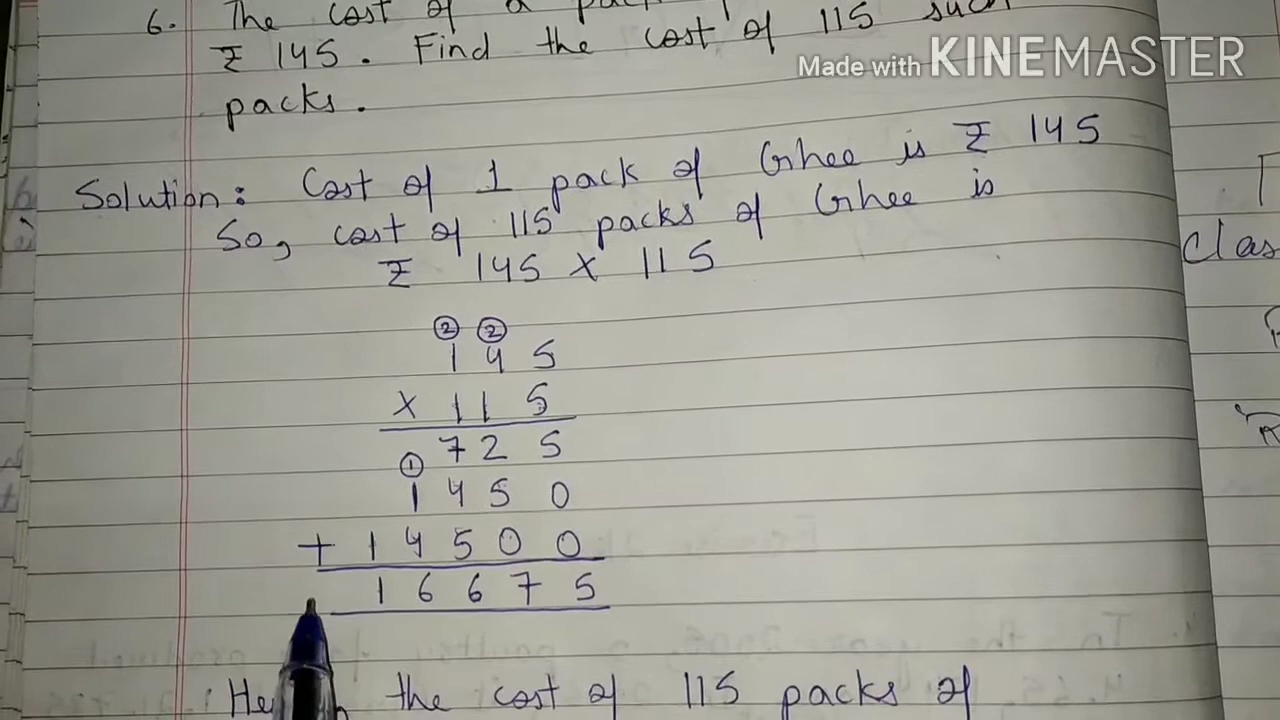 6. The cost of a pack
₹ 145. Find the cost of 115 such
Made with KINEMASTER
packs.
Solution: Cost of 1 pack of Ghee is ₹ 145
So, cost of 115 packs of Ghee is
₹ 145 x 115
Clas
② ②
1 4 5
x 1 1 5
7 2 5
①
1 4 5 0
+ 1 4 5 0 0
1 6 6 7 5
the cost of 115 packs of